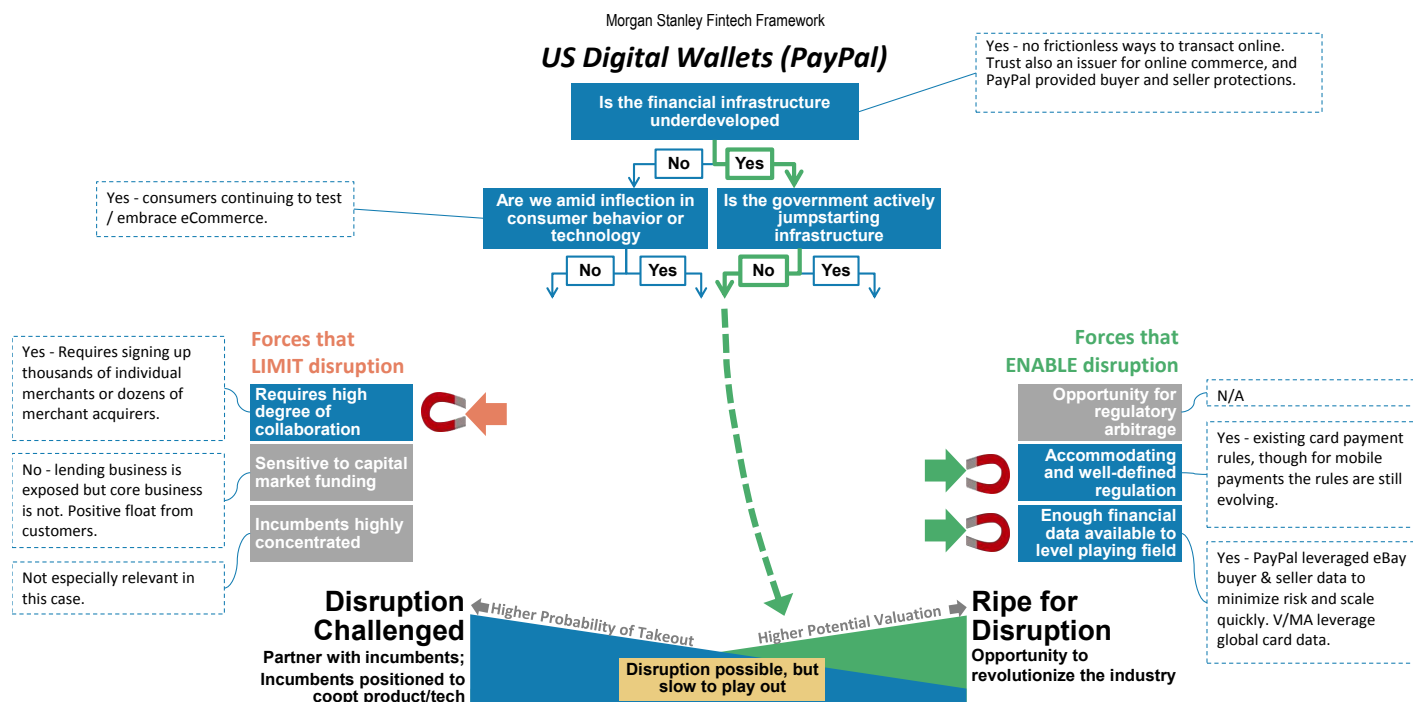 Morgan Stanley Fintech Framework
US Digital Wallets (PayPal)
Yes - no frictionless ways to transact online.
Trust also an issuer for online commerce, and
PayPal provided buyer and seller protections.
Is the financial infrastructure
underdeveloped
No
Yes
Yes - consumers continuing to test
/ embrace eCommerce.
Are we amid inflection in
consumer behavior or
technology
Is the government actively
jumpstarting
infrastructure
No
Yes
No
Yes
Forces that
LIMIT disruption
Yes - Requires signing up
thousands of individual
merchants or dozens of
merchant acquirers.
Requires high
degree of
collaboration
No - lending business is
exposed but core business
is not. Positive float from
customers.
Sensitive to capital
market funding
Not especially relevant in
this case.
Incumbents highly
concentrated
Forces that
ENABLE disruption
Opportunity for
regulatory
arbitrage
N/A
Accommodating
and well-defined
regulation
Yes - existing card payment
rules, though for mobile
payments the rules are still
evolving.
Enough financial
data available to
level playing field
Yes - PayPal leveraged eBay
buyer & seller data to
minimize risk and scale
quickly. V/MA leverage
global card data.
Disruption
Challenged
Partner with incumbents;
Incumbents positioned to
coopt product/tech
Higher Probability of Takeout
Higher Potential Valuation
Disruption possible, but
slow to play out
Ripe for
Disruption
Opportunity to
revolutionize the industry